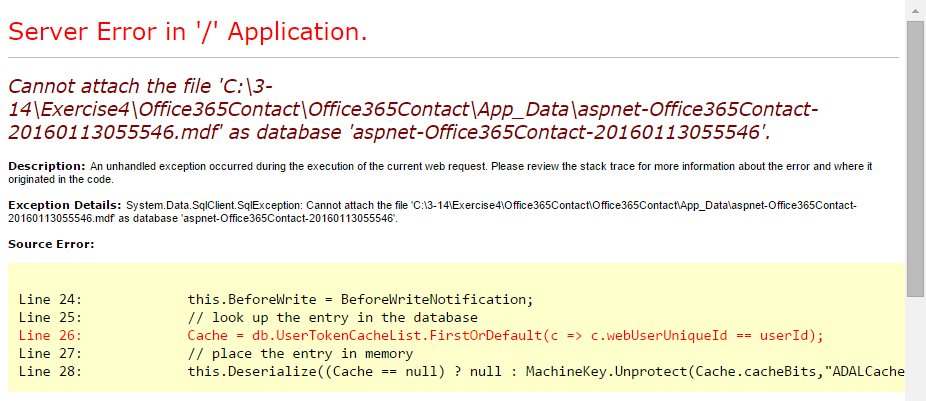 Server Error in '/' Application.
Cannot attach the file 'C:\3-
14\Exercise4\Office365Contact\Office365Contact\App_Data\aspnet-Office365Contact-
20160113055546.mdf' as database 'aspnet-Office365Contact-20160113055546'.
Description: An unhandled exception occurred during the execution of the current web request. Please review the stack trace for more information about the error and where it
originated in the code.
Exception Details: System.Data.SqlClient.SqlException: Cannot attach the file 'C:\3-14\Exercise4\Office365Contact\Office365Contact\App_Data\aspnet-Office365Contact-
20160113055546.mdf' as database 'aspnet-Office365Contact-20160113055546'.
Source Error:
Line 24:             this.BeforeWrite = BeforeWriteNotification;
Line 25:             // look up the entry in the database
Line 26:             Cache = db.UserTokenCacheList.FirstOrDefault(c => c.webUserUniqueId == userId);
Line 27:             // place the entry in memory
Line 28:             this.Deserialize((Cache == null) ? null : MachineKey.Unprotect(Cache.cacheBits,"ADALCache